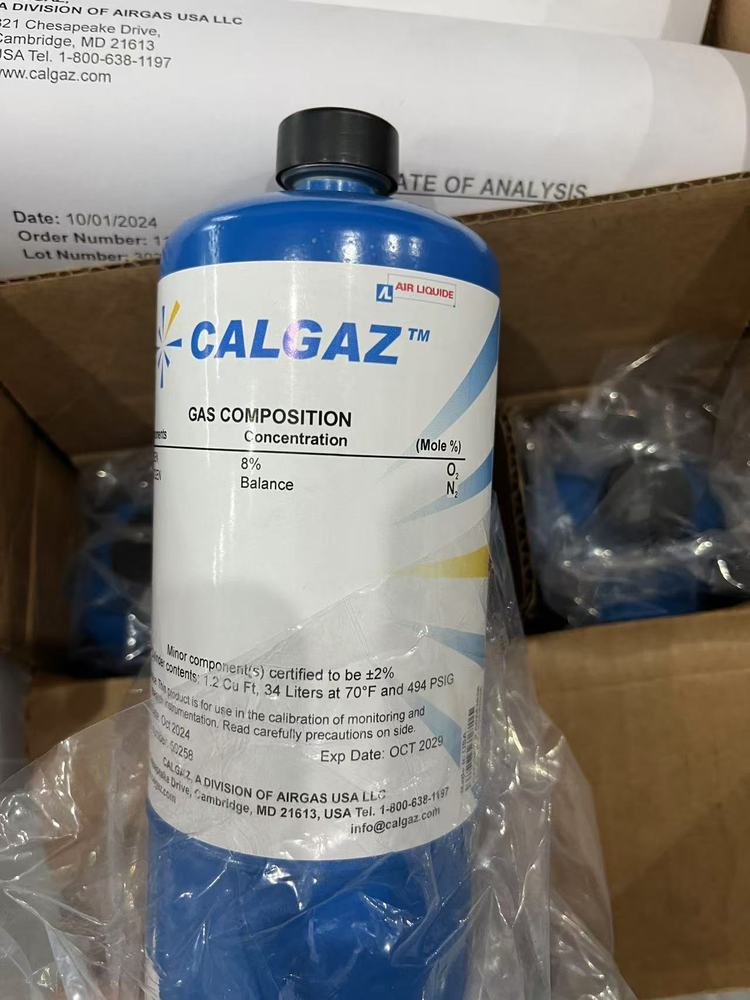 A DIVISION OF AIRGAS USA LLC
821 Chesapeake Drive,
Cambridge, MD 21613
USA Tel. 1-800-638-1197
www.calgaz.com
ATE OF ANALYSIS
Date: 10/01/2024
Order Number: 1
Lot Number: 302
AIR LIQUIDE
CALGAZ™
GAS COMPOSITION
Concentration (Mole %)
8% O₂
Balance N₂
Minor component(s) certified to be ±2%
contents: 1.2 Cu Ft, 34 Liters at 70°F and 494 PSIG
This product is for use in the calibration of monitoring and
instrumentation. Read carefully precautions on side.
Oct 2024
60258
Exp Date: OCT 2029
CALGAZ, A DIVISION OF AIRGAS USA LLC
Drive, Cambridge, MD 21613, USA Tel. 1-800-638-1197
info@calgaz.com